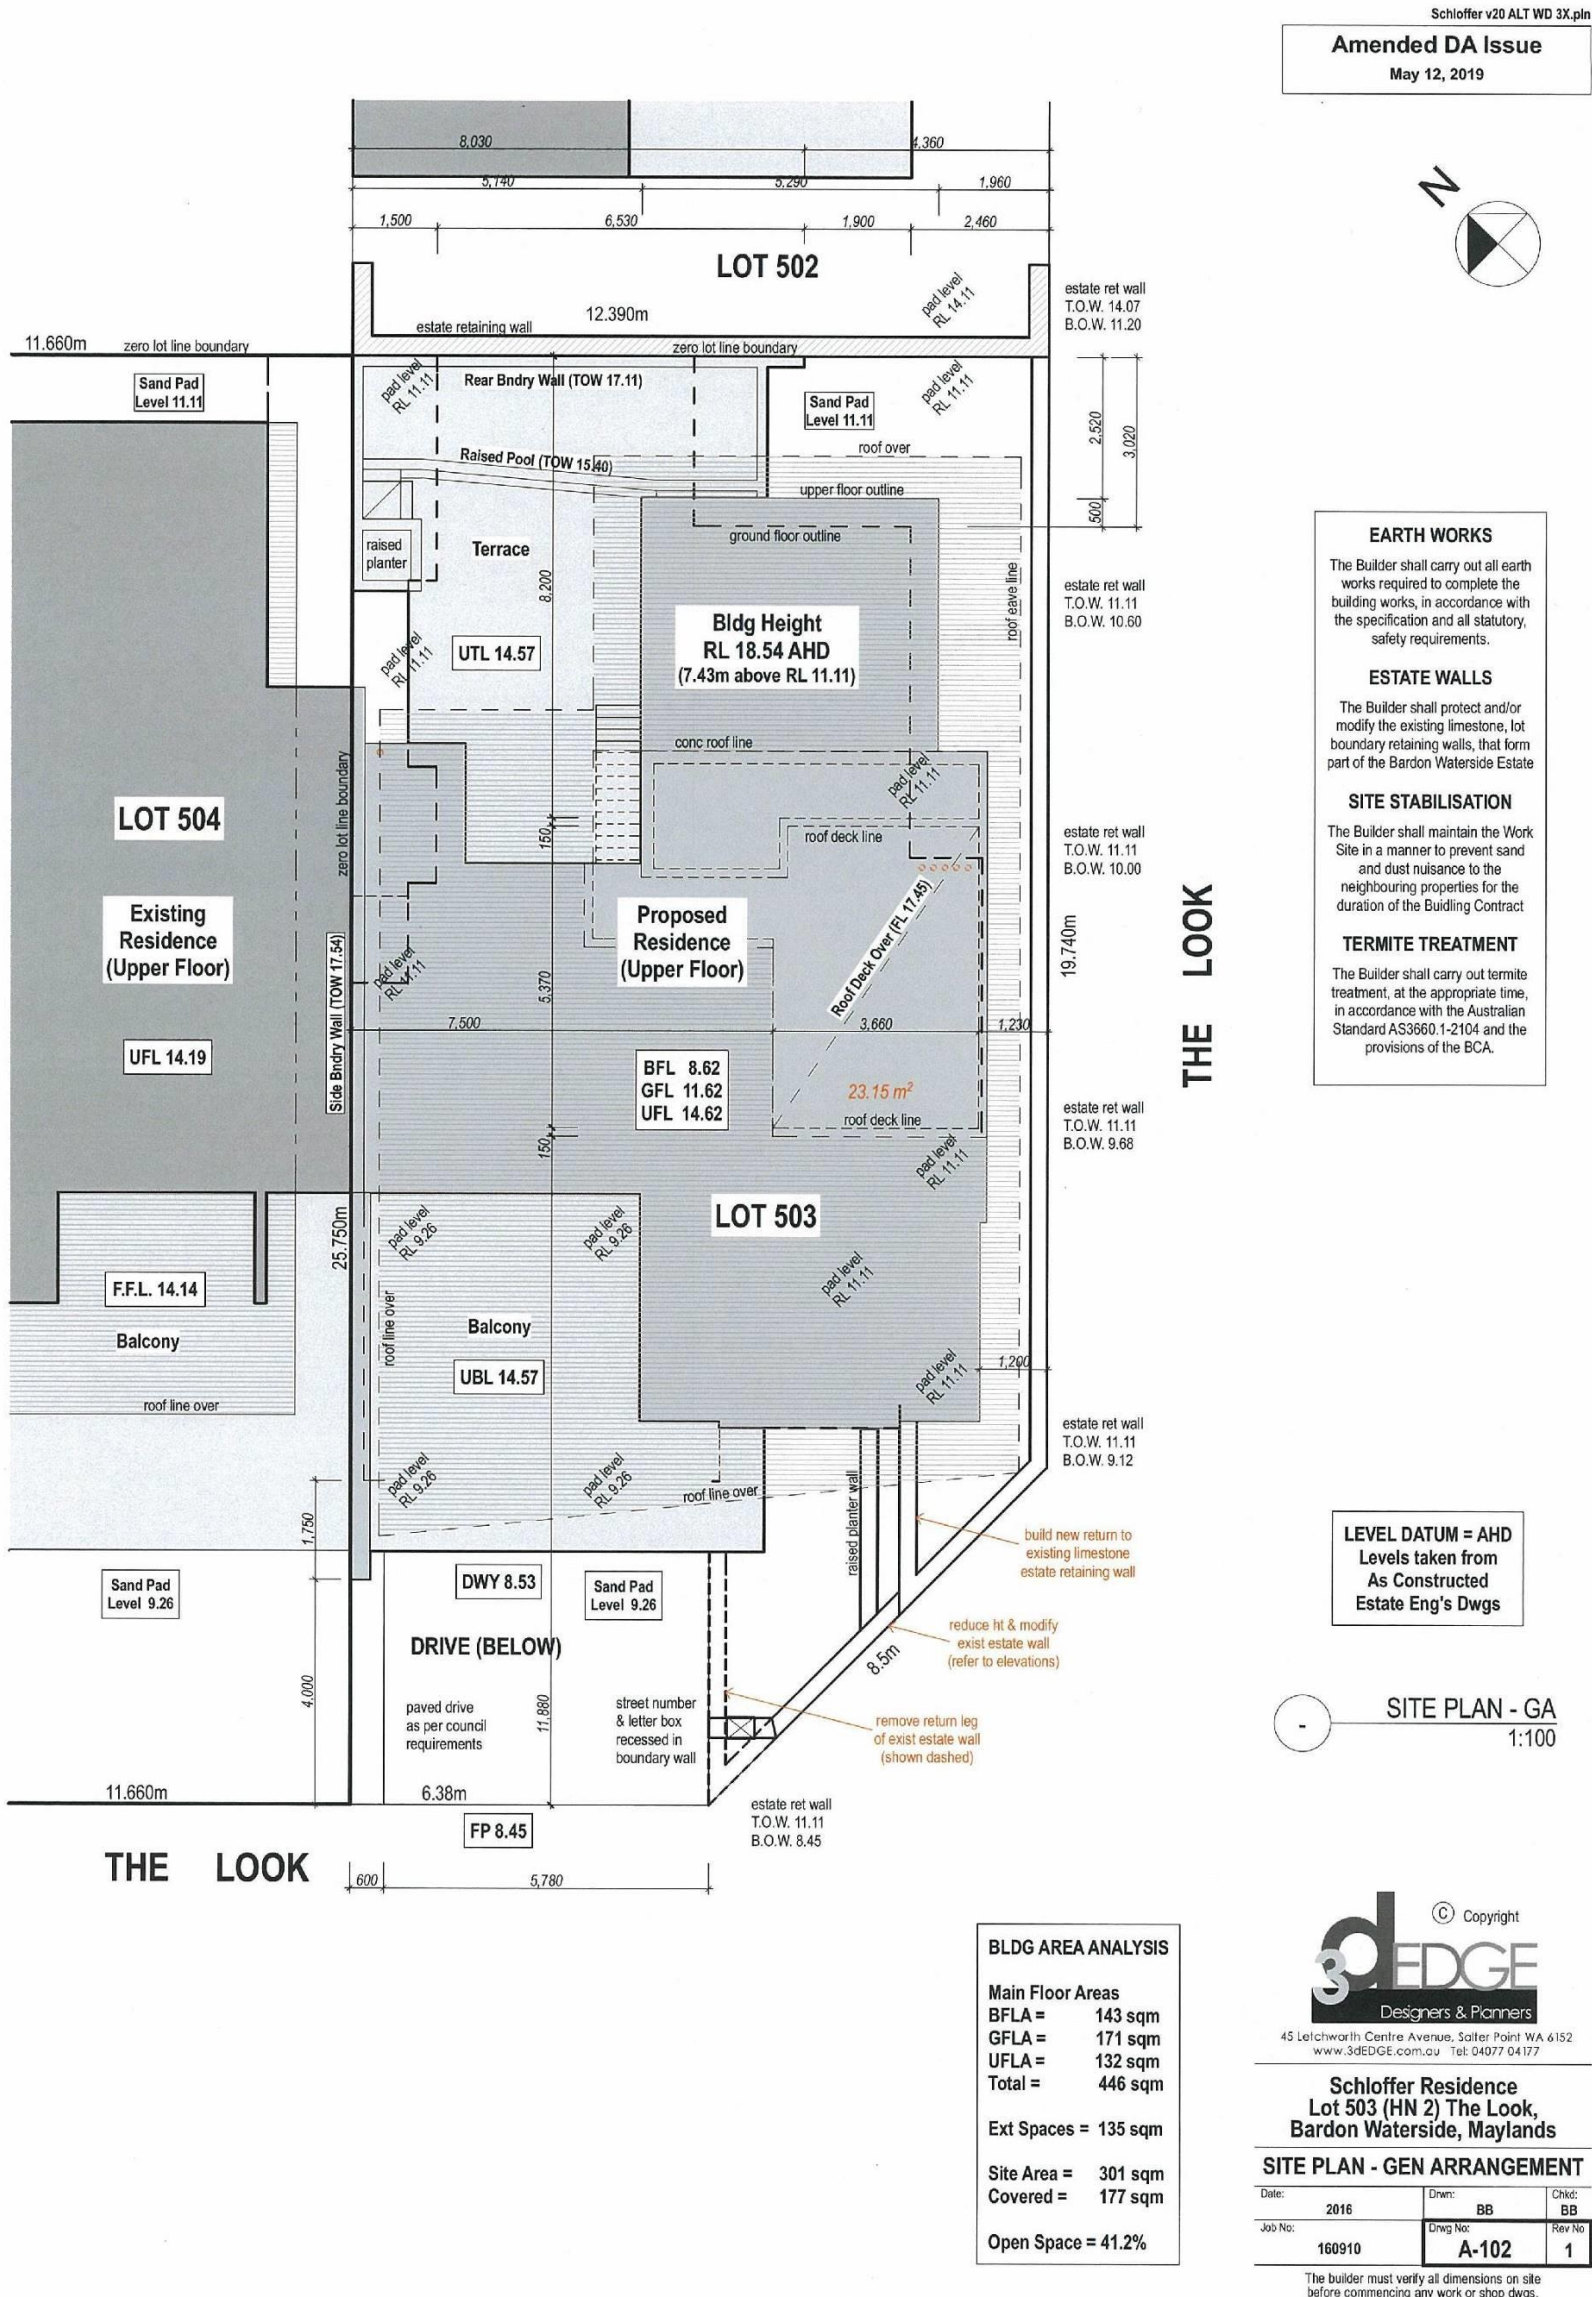 Schloffer v20 ALT WD 3X.pln
Amended DA Issue
May 12, 2019
N
8,030
4,360
5,140
5,290
1,960
1,500
6,530
1,900
2,460
LOT 502
12.390m
pad level
RL 14.11
estate ret wall
T.O.W. 14.07
B.O.W. 11.20
estate retaining wall
11.660m
zero lot line boundary
zero lot line boundary
Sand Pad
Level 11.11
pad level
RL 11.11
Rear Bndry Wall (TOW 17.11)
Sand Pad
Level 11.11
pad level
RL 11.11
2,520
3,020
500
roof over
Raised Pool (TOW 15.40)
upper floor outline
ground floor outline
raised
planter
Terrace
8,200
roof eave line
estate ret wall
T.O.W. 11.11
B.O.W. 10.60
Bldg Height
RL 18.54 AHD
(7.43m above RL 11.11)
pad level
RL 11.11
UTL 14.57
EARTH WORKS
The Builder shall carry out all earth
works required to complete the
building works, in accordance with
the specification and all statutory,
safety requirements.
ESTATE WALLS
The Builder shall protect and/or
modify the existing limestone, lot
boundary retaining walls, that form
part of the Bardon Waterside Estate
SITE STABILISATION
The Builder shall maintain the Work
Site in a manner to prevent sand
and dust nuisance to the
neighbouring properties for the
duration of the Buidling Contract
TERMITE TREATMENT
The Builder shall carry out termite
treatment, at the appropriate time,
in accordance with the Australian
Standard AS3660.1-2104 and the
provisions of the BCA.
conc roof line
pad level
RL 11.11
LOT 504
zero lot line boundary
150
roof deck line
estate ret wall
T.O.W. 11.11
B.O.W. 10.00
Existing
Residence
(Upper Floor)
Proposed
Residence
(Upper Floor)
Roof Deck Over (FL 17.45)
19.740m
THE LOOK
pad level
RL 11.11
Side Bndry Wall (TOW 17.54)
5,370
7,500
3,660
1,230
UFL 14.19
BFL 8.62
GFL 11.62
UFL 14.62
23.15 m²
roof deck line
estate ret wall
T.O.W. 11.11
B.O.W. 9.68
150
pad level
RL 11.11
LOT 503
25.750m
pad level
RL 9.26
pad level
RL 9.26
pad level
RL 11.11
F.F.L. 14.14
Balcony
roof line over
Balcony
UBL 14.57
1,200
pad level
RL 11.11
roof line over
estate ret wall
T.O.W. 11.11
B.O.W. 9.12
pad level
RL 9.26
pad level
RL 9.26
roof line over
raised planter wall
1,750
build new return to
existing limestone
estate retaining wall
LEVEL DATUM = AHD
Levels taken from
As Constructed
Estate Eng's Dwgs
Sand Pad
Level 9.26
DWY 8.53
Sand Pad
Level 9.26
DRIVE (BELOW)
reduce ht & modify
exist estate wall
(refer to elevations)
8.5m
4.000
paved drive
as per council
requirements
11,880
street number
& letter box
recessed in
boundary wall
remove return leg
of exist estate wall
(shown dashed)
-
SITE PLAN - GA
1:100
11.660m
6.38m
FP 8.45
estate ret wall
T.O.W. 11.11
B.O.W. 8.45
THE LOOK
600
5,780
BLDG AREA ANALYSIS
Main Floor Areas
BFLA = 143 sqm
GFLA = 171 sqm
UFLA = 132 sqm
Total = 446 sqm
Ext Spaces = 135 sqm
Site Area = 301 sqm
Covered = 177 sqm
Open Space = 41.2%
© Copyright
3dEDGE
Designers & Planners
45 Letchworth Centre Avenue, Salter Point WA 6152
www.3dEDGE.com.au Tel: 04077 04177
Schloffer Residence
Lot 503 (HN 2) The Look,
Bardon Waterside, Maylands
SITE PLAN - GEN ARRANGEMENT
Date: 2016
Drwn: BB
Chkd: BB
Job No: 160910
Drwg No: A-102
Rev No 1
The builder must verify all dimensions on site
before commencing any work or shop dwgs.